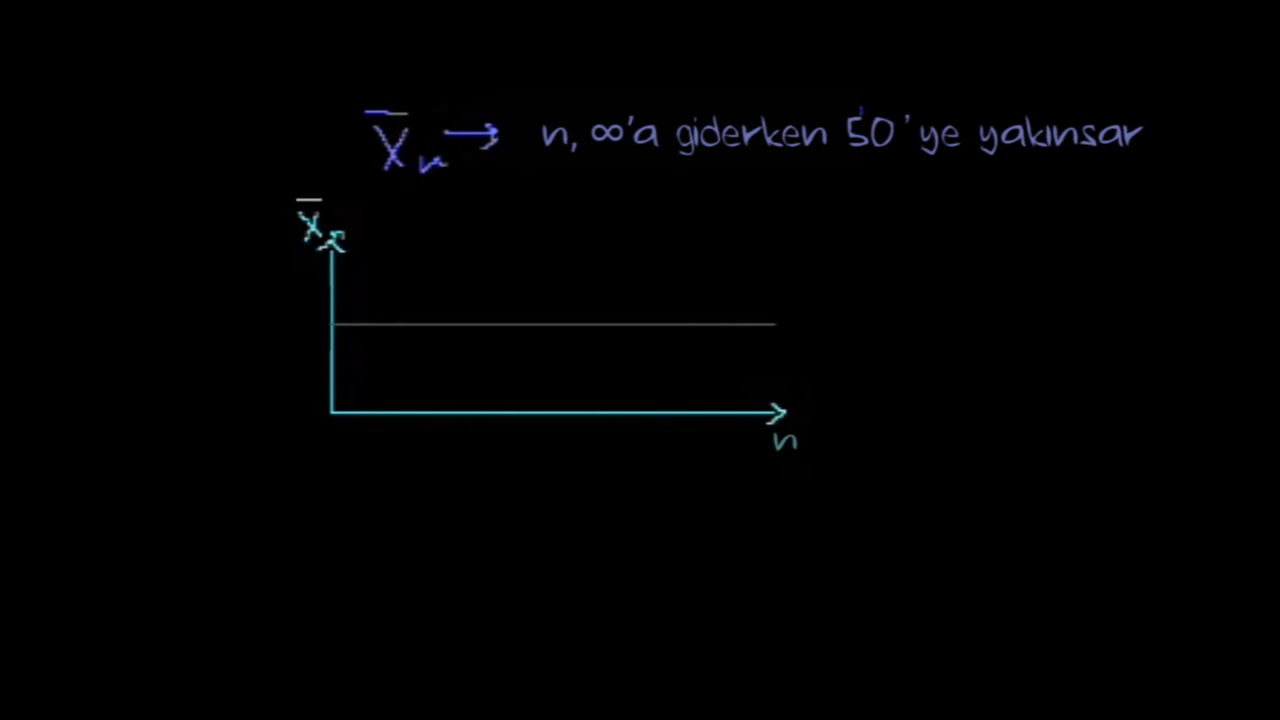 X̄n → n, ∞'a giderken 50'ye yakınsar
X̄
n